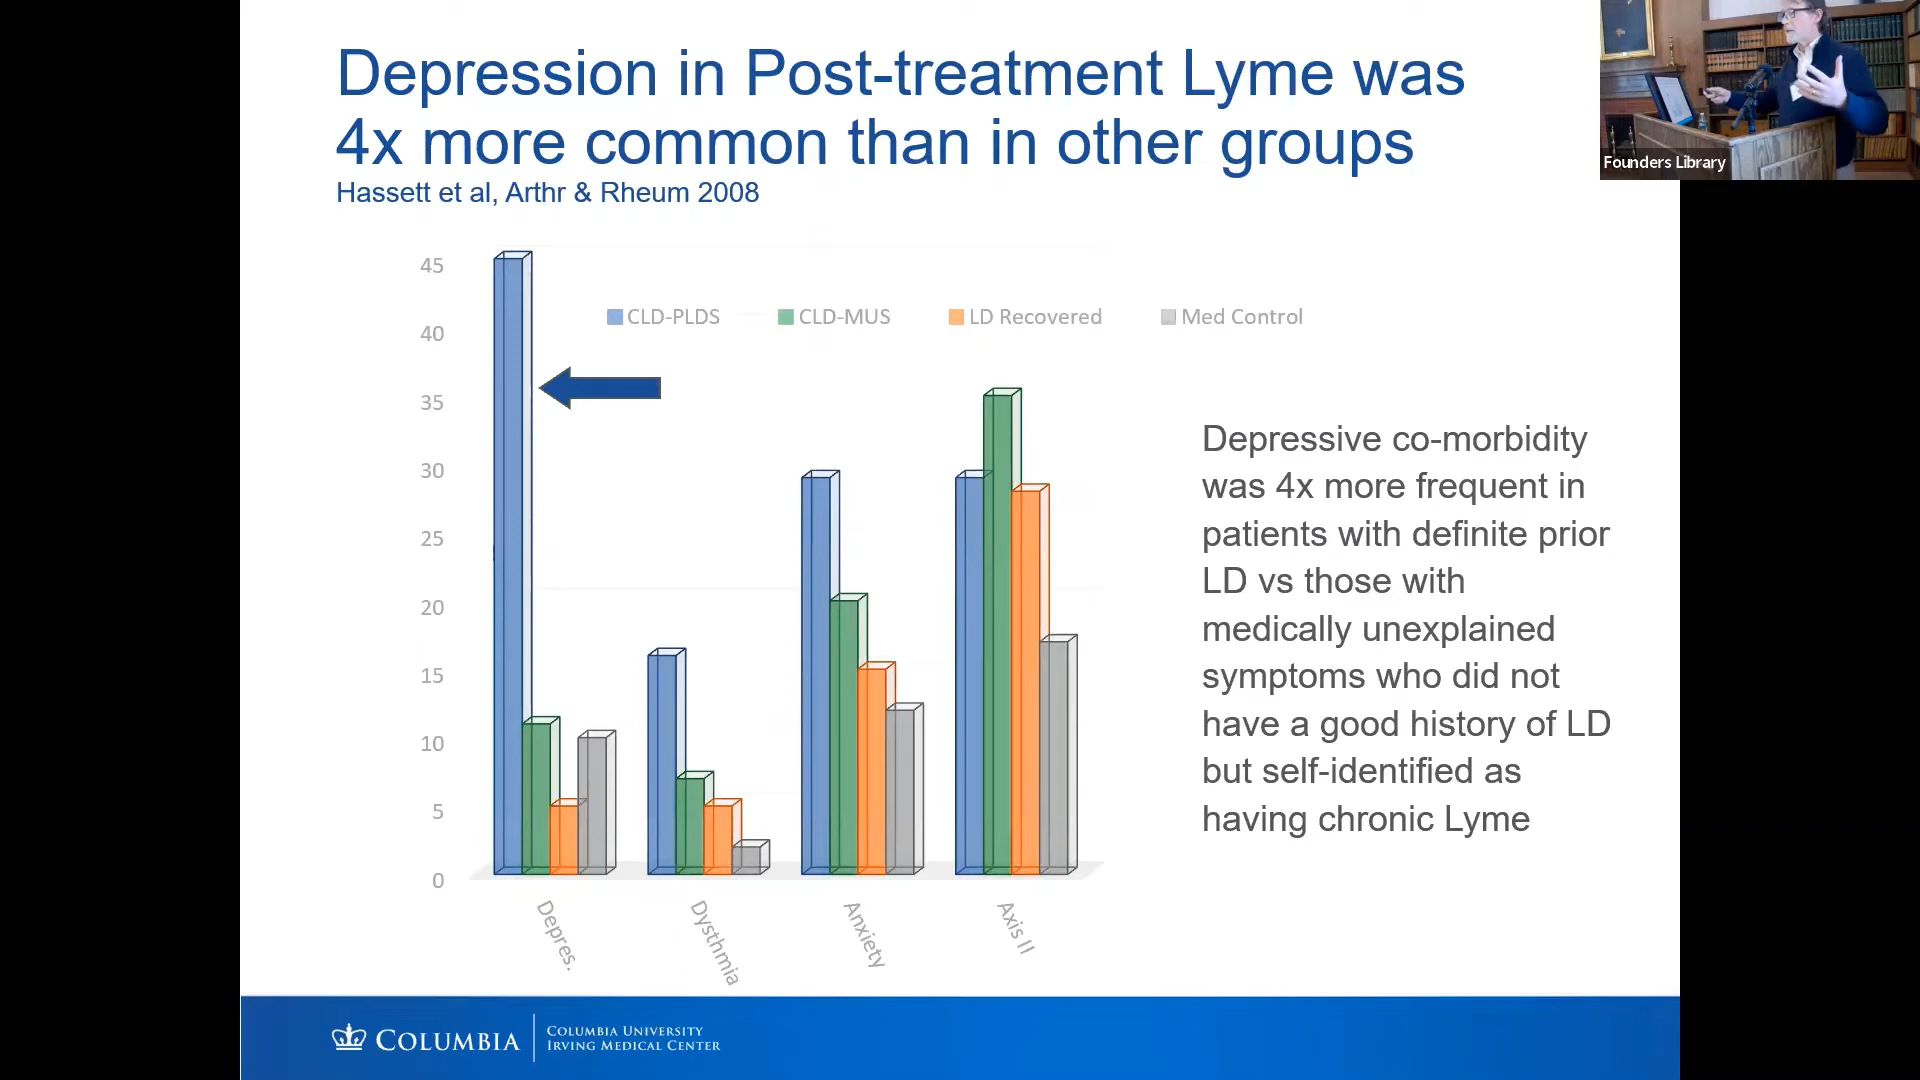 Depression in Post-treatment Lyme was
4x more common than in other groups
Hassett et al, Arthr & Rheum 2008
Founders Library
45
40
35
30
25
20
15
10
5
0
CLD-PLDS
CLD-MUS
LD Recovered
Med Control
Depres.
Dysthmia
Anxiety
Axis II
Depressive co-morbidity
was 4x more frequent in
patients with definite prior
LD vs those with
medically unexplained
symptoms who did not
have a good history of LD
but self-identified as
having chronic Lyme
COLUMBIA
COLUMBIA UNIVERSITY
IRVING MEDICAL CENTER